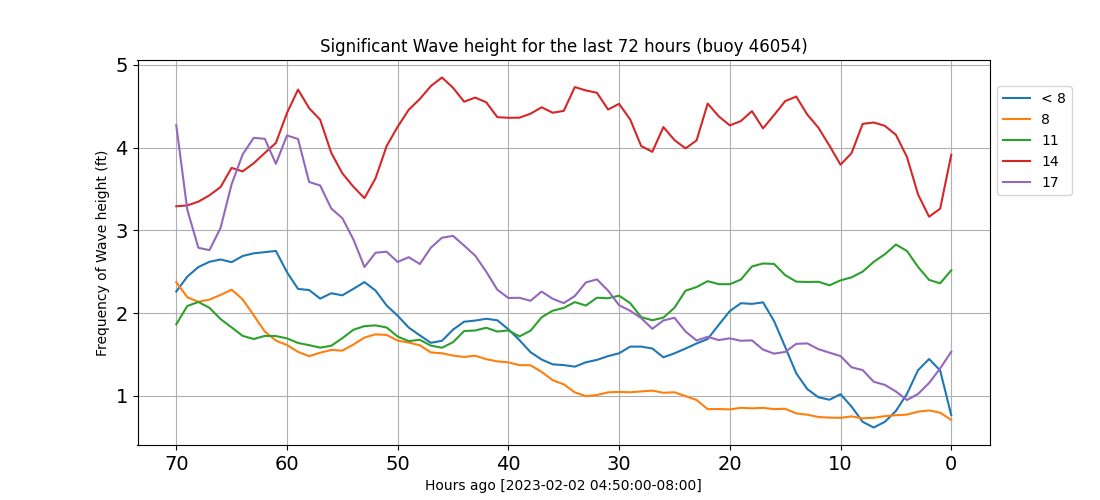 Significant Wave height for the last 72 hours (buoy 46054)
Frequency of Wave height (ft)
5
4
3
2
1
70 60 50 40 30 20 10 0
Hours ago [2023-02-02 04:50:00-08:00]
< 8
8
11
14
17